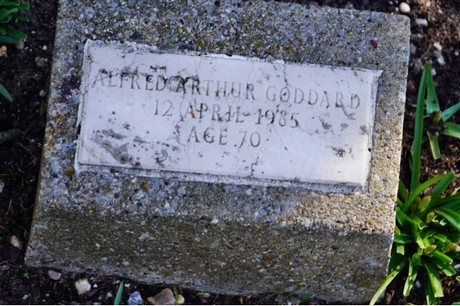 ALFRED ARTHUR GODDARD
12 APRIL 1985
AGE 70